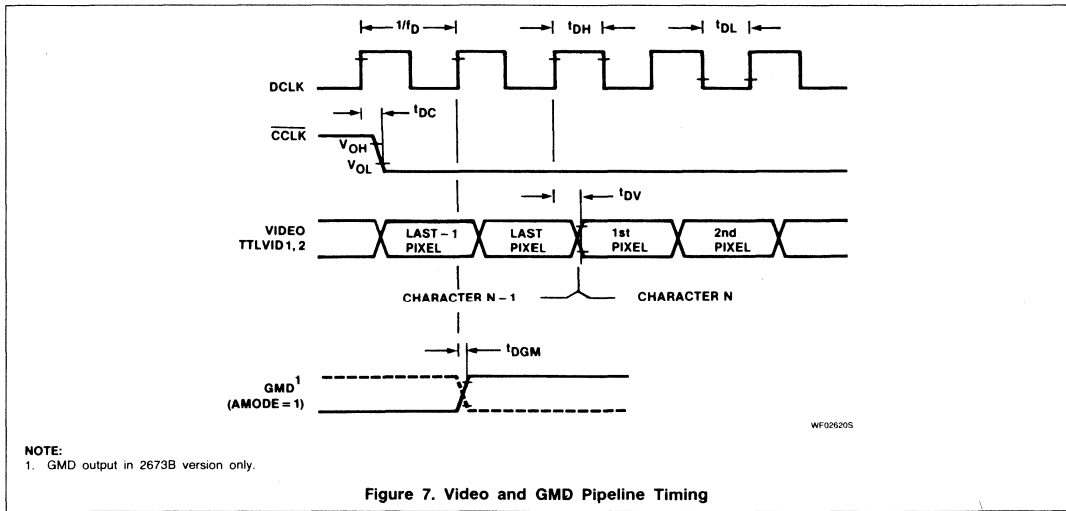 1/fD
tDH
tDL
DCLK
tDC
CCLK
VOH
VOL
tDV
VIDEO
TTLVID1, 2
LAST – 1
PIXEL
LAST
PIXEL
1st
PIXEL
2nd
PIXEL
CHARACTER N – 1
CHARACTER N
tDGM
GMD1
(AMODE = 1)
WF02620S
NOTE:
1. GMD output in 2673B version only.
Figure 7. Video and GMD Pipeline Timing